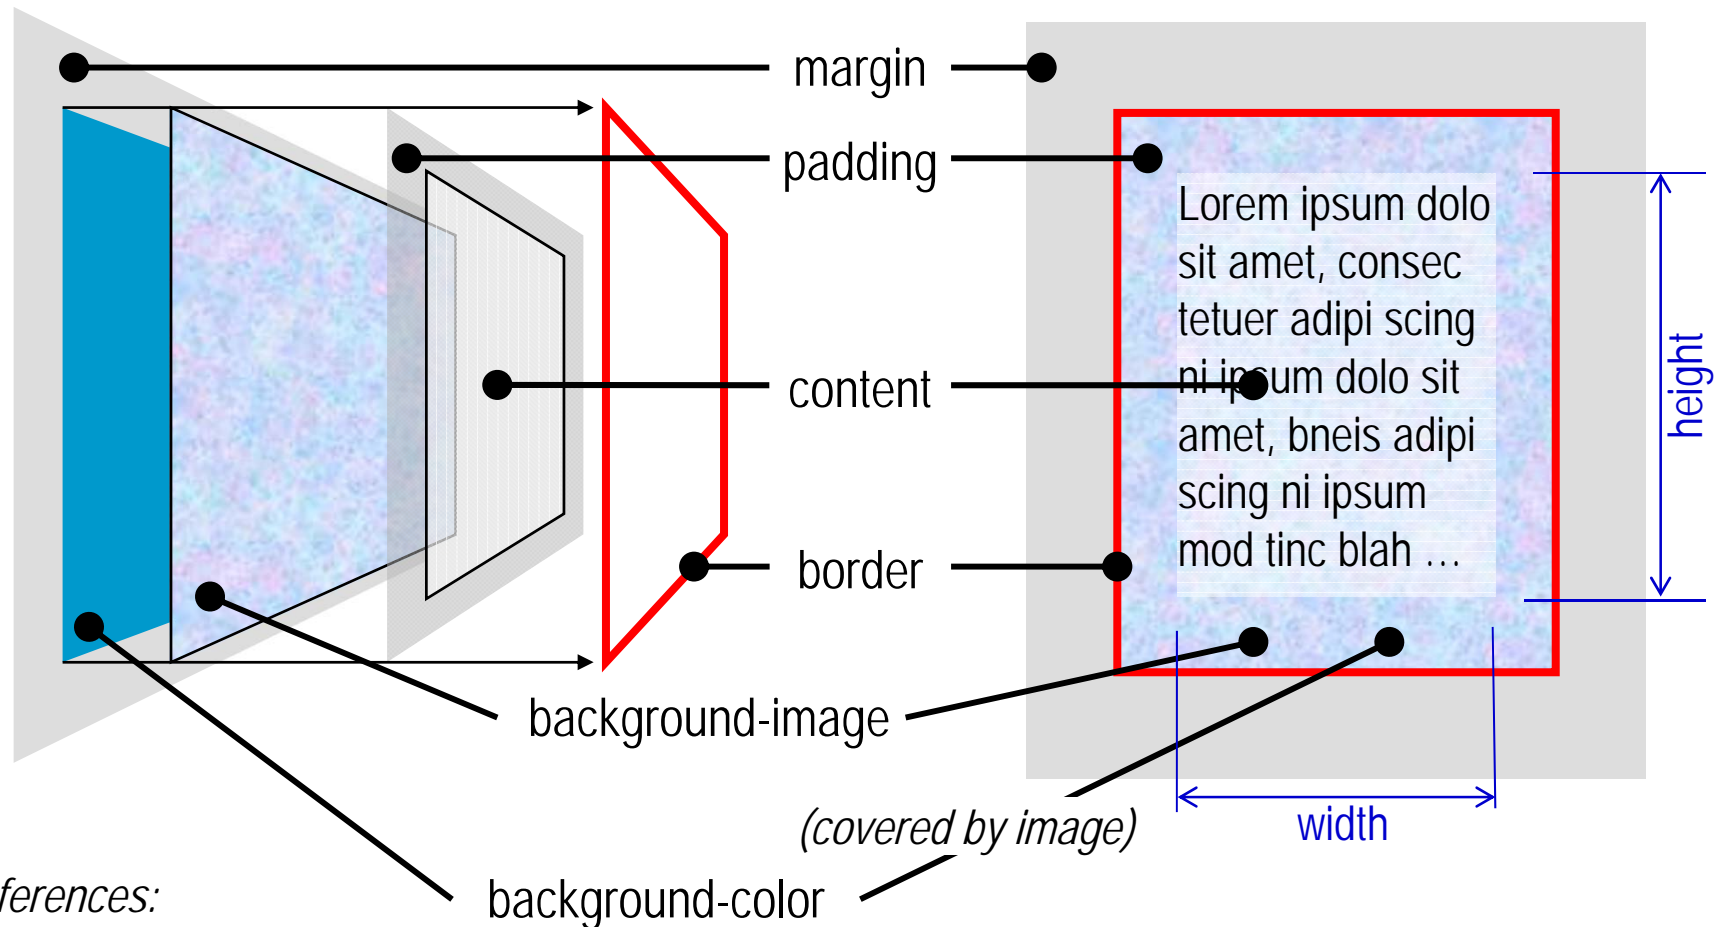 margin
padding
Lorem ipsum dolo
sit amet, consec
tetuer adipi scing
ni ipsum dolo sit
amet, bneis adipi
scing ni ipsum
mod tinc blah …
height
content
border
background-image
(covered by image)
width
ferences:
background-color